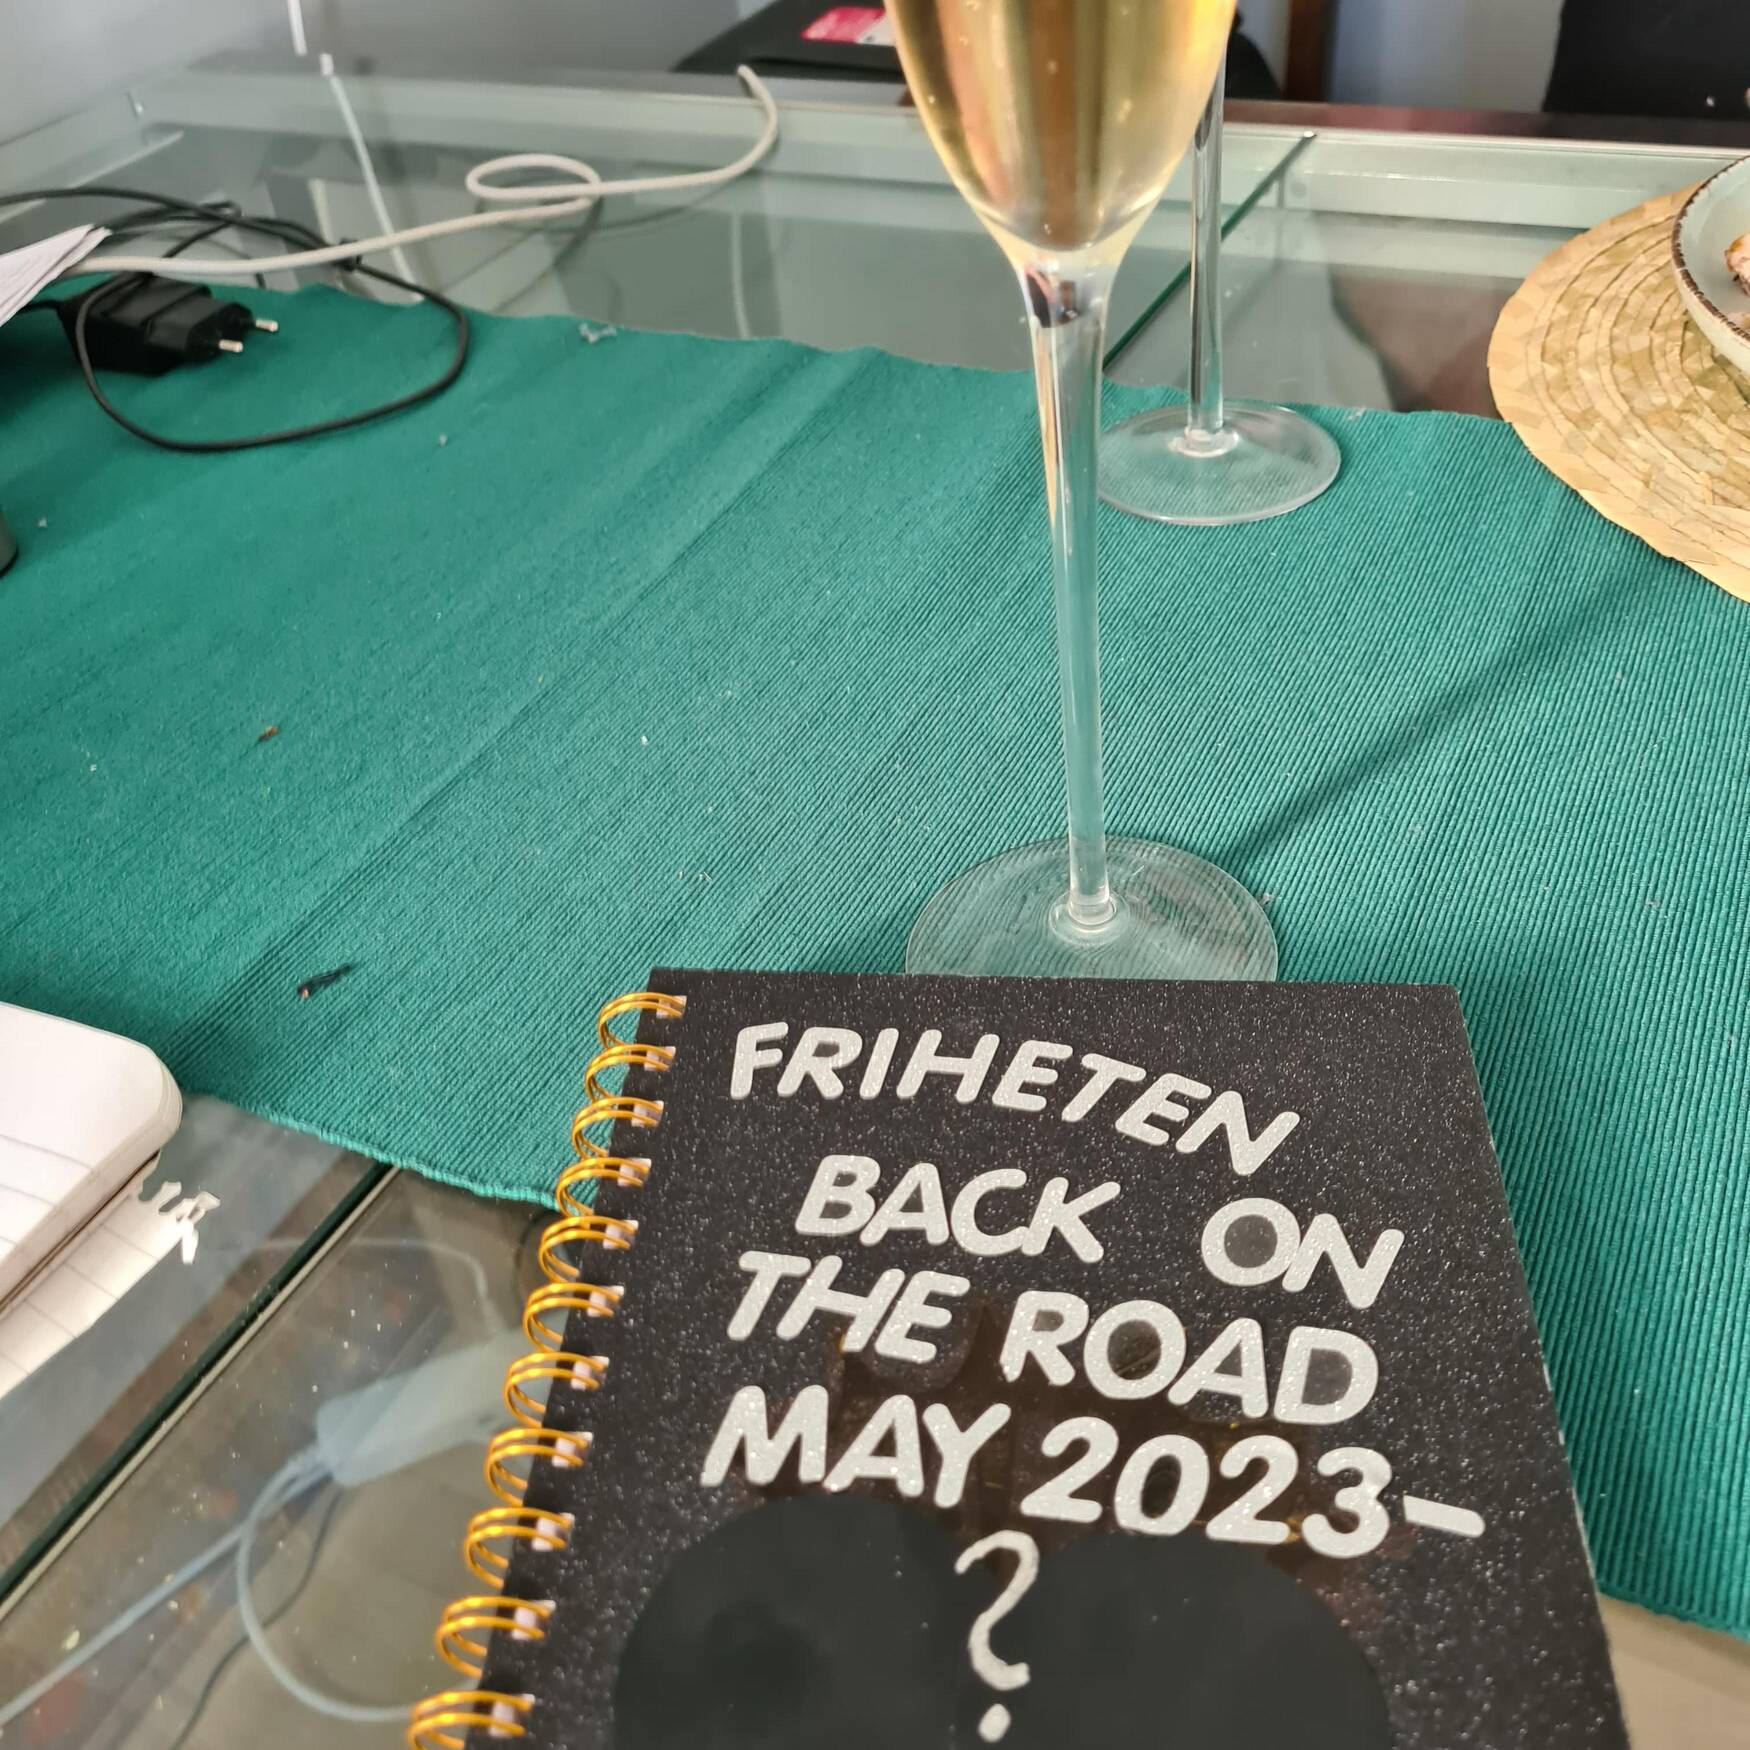 FRIHETEN
BACK ON
THE ROAD
MAY 2023-
?